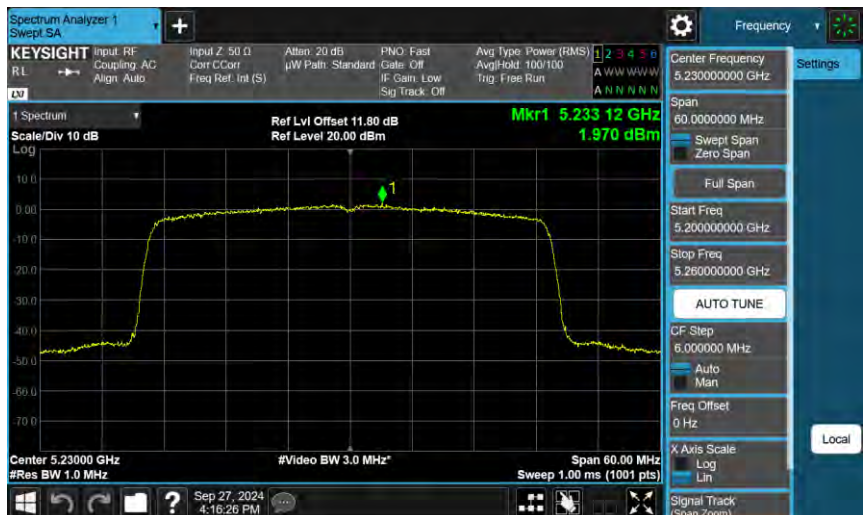 Spectrum Analyzer 1
Swept SA
Frequency
KEYSIGHT
RL
LXI
Input: RF
Coupling: AC
Align: Auto
Input Z: 50 Ω
Corr CCorr
Freq Ref: Int (S)
Atten: 20 dB
µW Path: Standard
PNO: Fast
Gate: Off
IF Gain: Low
Sig Track: Off
Avg Type: Power (RMS)
Avg|Hold: 100/100
Trig: Free Run
1 2 3 4 5 6
A W W W W W
A N N N N N
1 Spectrum
Scale/Div 10 dB
Log
Ref Lvl Offset 11.80 dB
Ref Level 20.00 dBm
Mkr1 5.233 12 GHz
1.970 dBm
10.0
0.00
-10.0
-20.0
-30.0
-40.0
-50.0
-60.0
-70.0
1
Center 5.23000 GHz
#Res BW 1.0 MHz
#Video BW 3.0 MHz*
Span 60.00 MHz
Sweep 1.00 ms (1001 pts)
Center Frequency
5.230000000 GHz
Span
60.0000000 MHz
Swept Span
Zero Span
Full Span
Start Freq
5.200000000 GHz
Stop Freq
5.260000000 GHz
AUTO TUNE
CF Step
6.000000 MHz
Auto
Man
Freq Offset
0 Hz
X Axis Scale
Log
Lin
Signal Track
(Span Zoom)
Settings
Local
?
Sep 27, 2024
4:16:26 PM